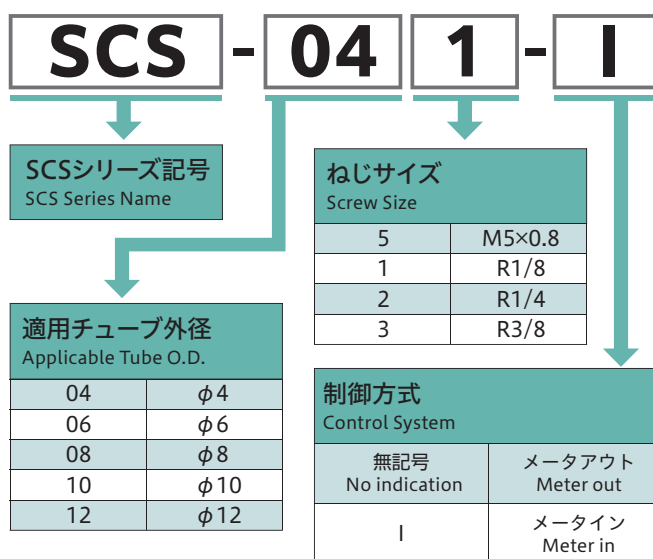 SCS - 04 1 - I
SCSシリーズ記号
SCS Series Name
ねじサイズ
Screw Size
5 M5×0.8
1 R1/8
2 R1/4
3 R3/8
適用チューブ外径
Applicable Tube O.D.
04 φ4
06 φ6
08 φ8
10 φ10
12 φ12
制御方式
Control System
無記号 メータアウト
No indication Meter out
I メータイン
Meter in